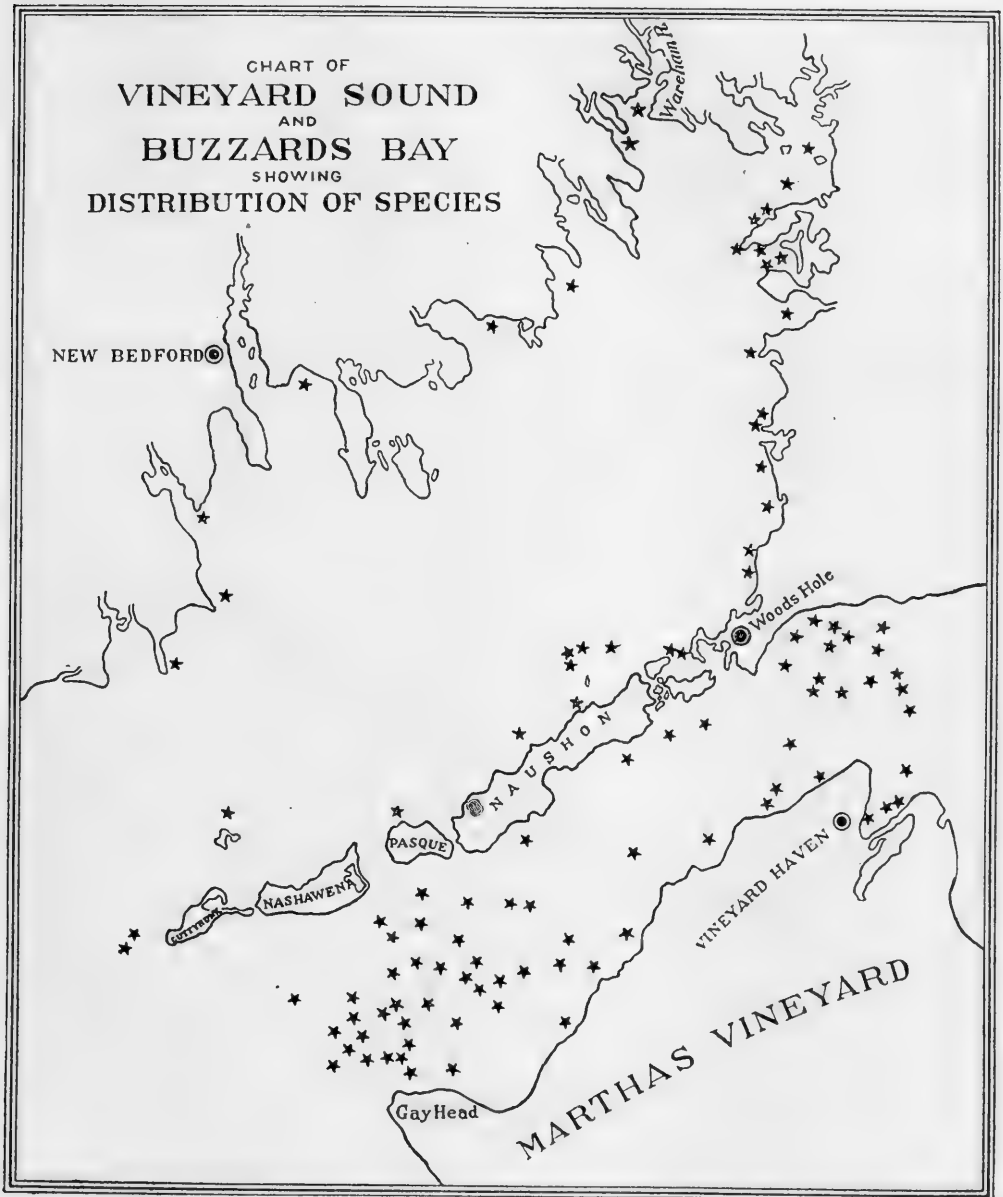 CHART OF
VINEYARD SOUND
AND
BUZZARDS BAY
SHOWING
DISTRIBUTION OF SPECIES
Wareham R.
NEW BEDFORD
Woods Hole
NAUSHON
PASQUE
NASHAWENA
CUTTYHUNK
VINEYARD HAVEN
MARTHAS VINEYARD
Gay Head